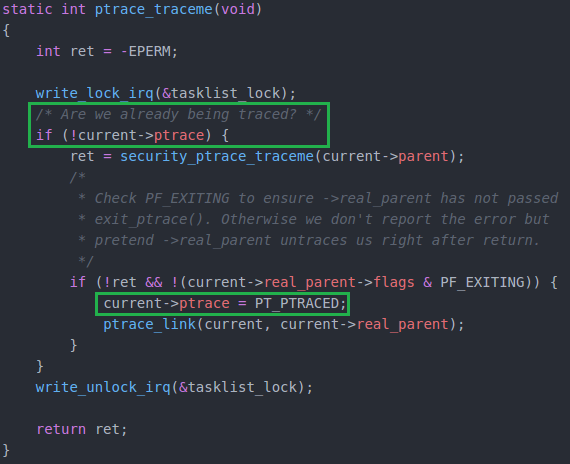 static int ptrace_traceme(void)
{
    int ret = -EPERM;

    write_lock_irq(&tasklist_lock);
    /* Are we already being traced? */
    if (!current->ptrace) {
        ret = security_ptrace_traceme(current->parent);
        /*
         * Check PF_EXITING to ensure ->real_parent has not passed
         * exit_ptrace(). Otherwise we don't report the error but
         * pretend ->real_parent untraces us right after return.
         */
        if (!ret && !(current->real_parent->flags & PF_EXITING)) {
            current->ptrace = PT_PTRACED;
            ptrace_link(current, current->real_parent);
        }
    }
    write_unlock_irq(&tasklist_lock);

    return ret;
}